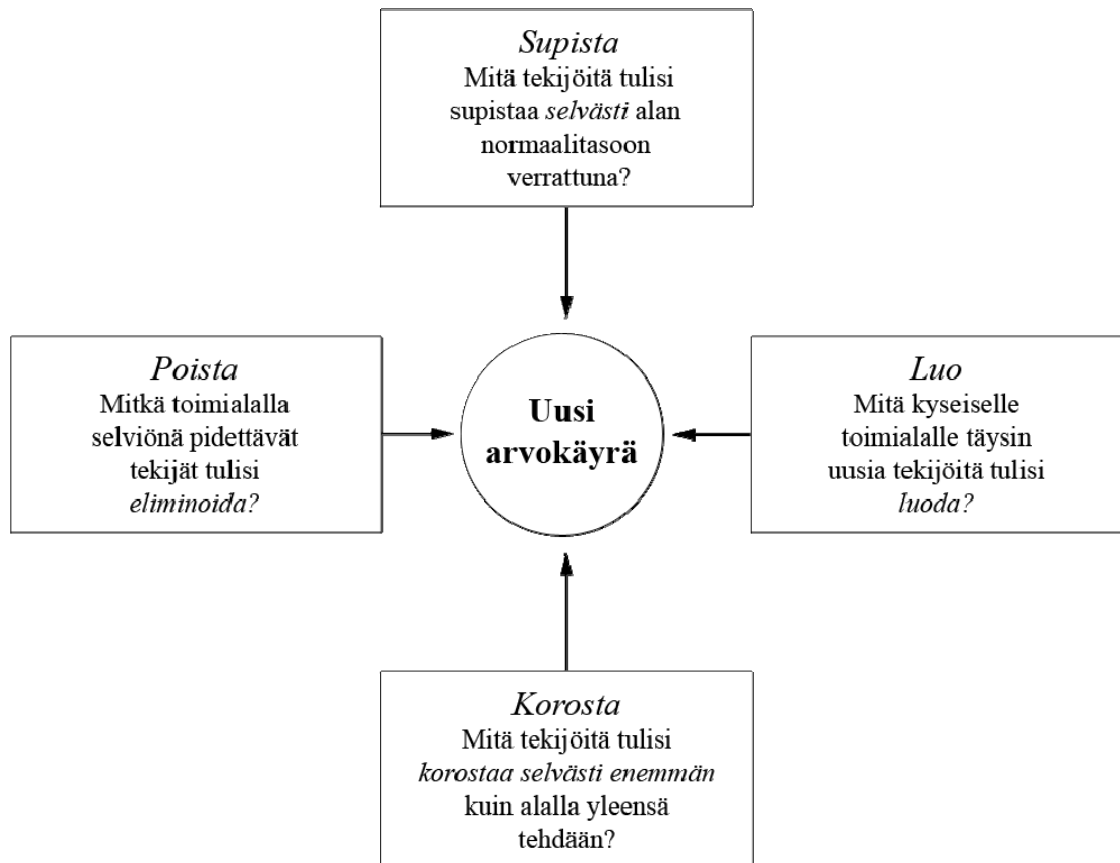 Supista
Mitä tekijöitä tulisi
supistaa selvästi alan
normaalitasoon
verrattuna?
Poista
Mitkä toimialalla
selviönä pidettävät
tekijät tulisi
eliminoida?
Uusi
arvokäyrä
Luo
Mitä kyseiselle
toimialalle täysin
uusia tekijöitä tulisi
luoda?
Korosta
Mitä tekijöitä tulisi
korostaa selvästi enemmän
kuin alalla yleensä
tehdään?